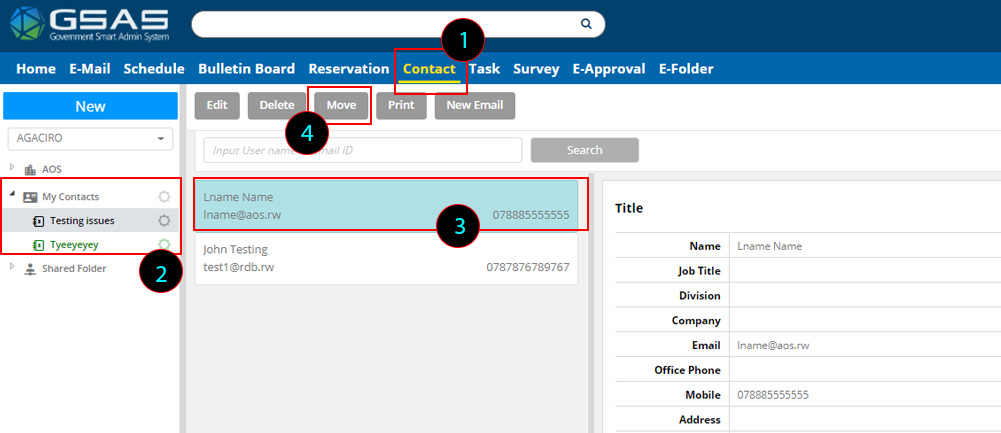 GSAS
Government Smart Admin System
1
Home E-Mail Schedule Bulletin Board Reservation Contact Task Survey E-Approval E-Folder
New
Edit Delete Move Print New Email
4
AGACIRO
Input User name Email ID Search
AOS
My Contacts
Testing issues
Tyeeyeyey
Shared Folder
2
Lname Name
lname@aos.rw 078885555555
3
John Testing
test1@rdb.rw 0787876789767
Title
Name Lname Name
Job Title
Division
Company
Email lname@aos.rw
Office Phone
Mobile 078885555555
Address